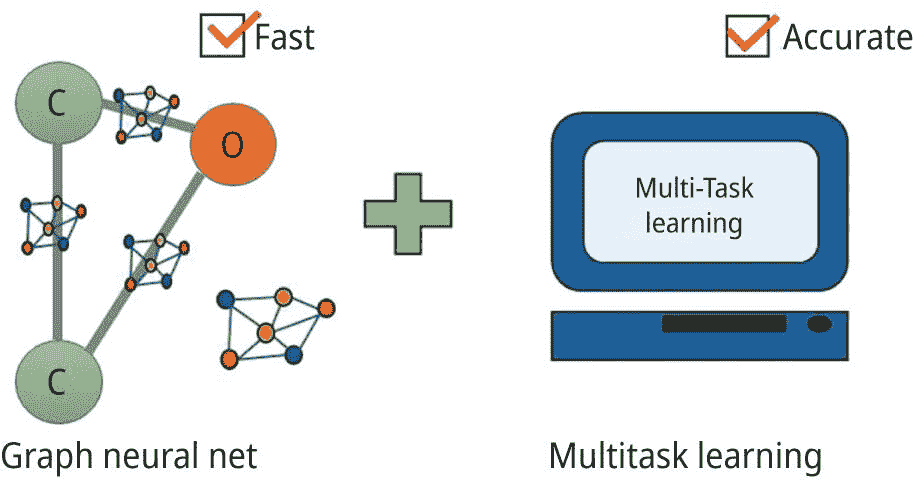 Fast
Accurate
C
O
C
Multi-Task
learning
Graph neural net
Multitask learning